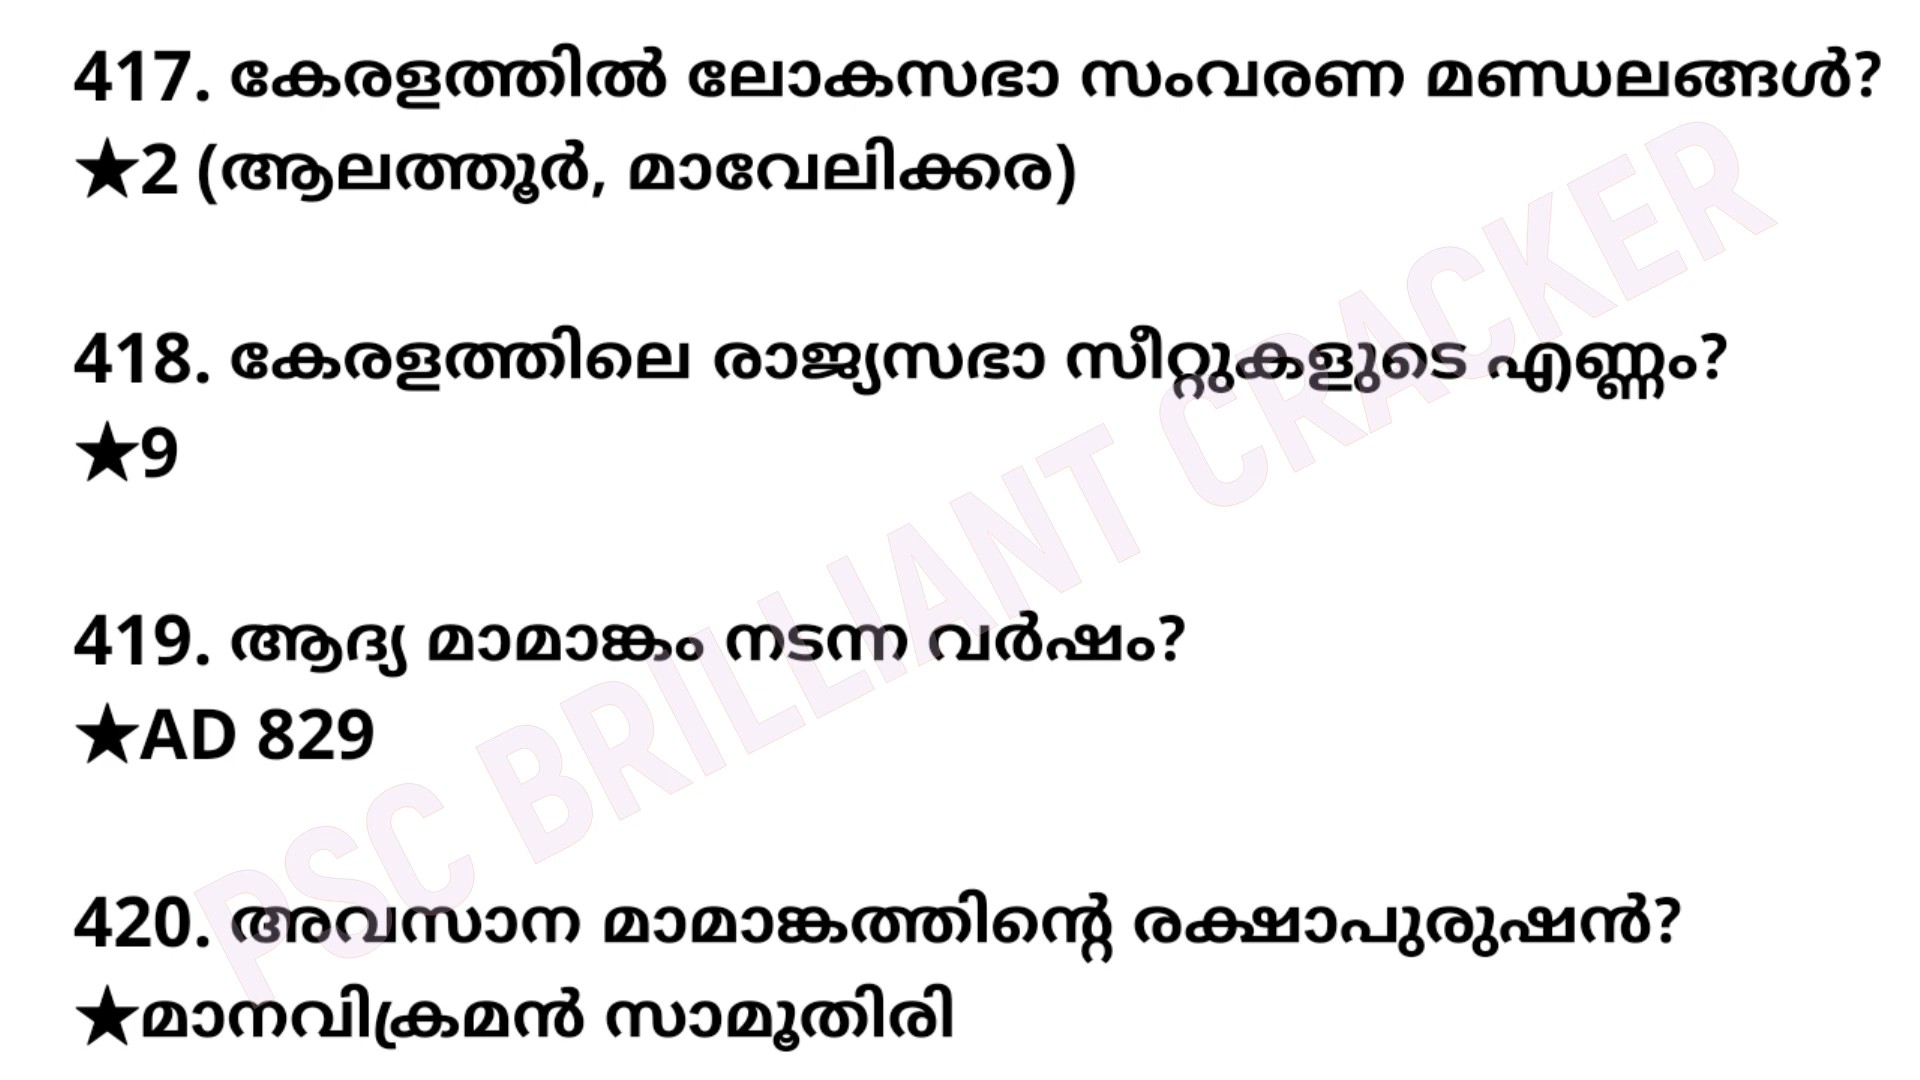 417. കേരളത്തിൽ ലോകസഭാ സംവരണ മണ്ഡലങ്ങൾ?
★2 (ആലത്തൂർ, മാവേലിക്കര)
418. കേരളത്തിലെ രാജ്യസഭാ സീറ്റുകളുടെ എണ്ണം?
★9
419. ആദ്യ മാമാങ്കം നടന്ന വർഷം?
★AD 829
420. അവസാന മാമാങ്കത്തിന്റെ രക്ഷാപുരുഷൻ?
★മാനവിക്രമൻ സാമൂതിരി
PSC BRILLIANT CRACKER